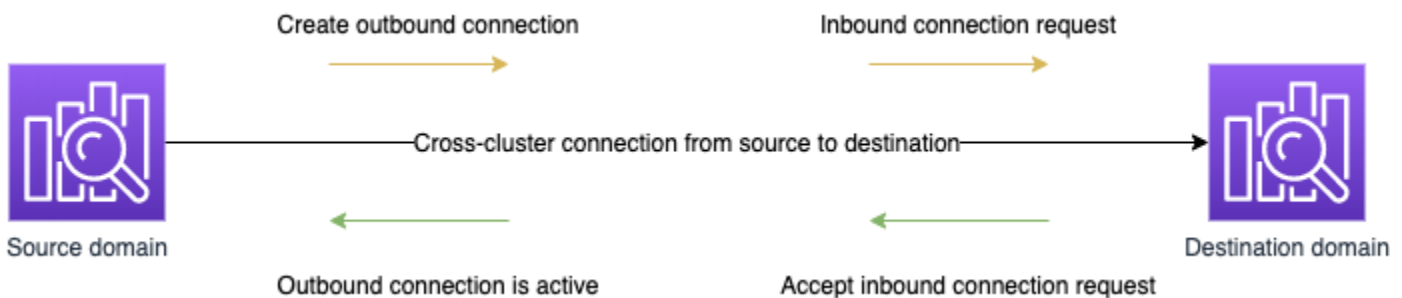 Create outbound connection
Inbound connection request
Cross-cluster connection from source to destination
Source domain
Destination domain
Outbound connection is active
Accept inbound connection request